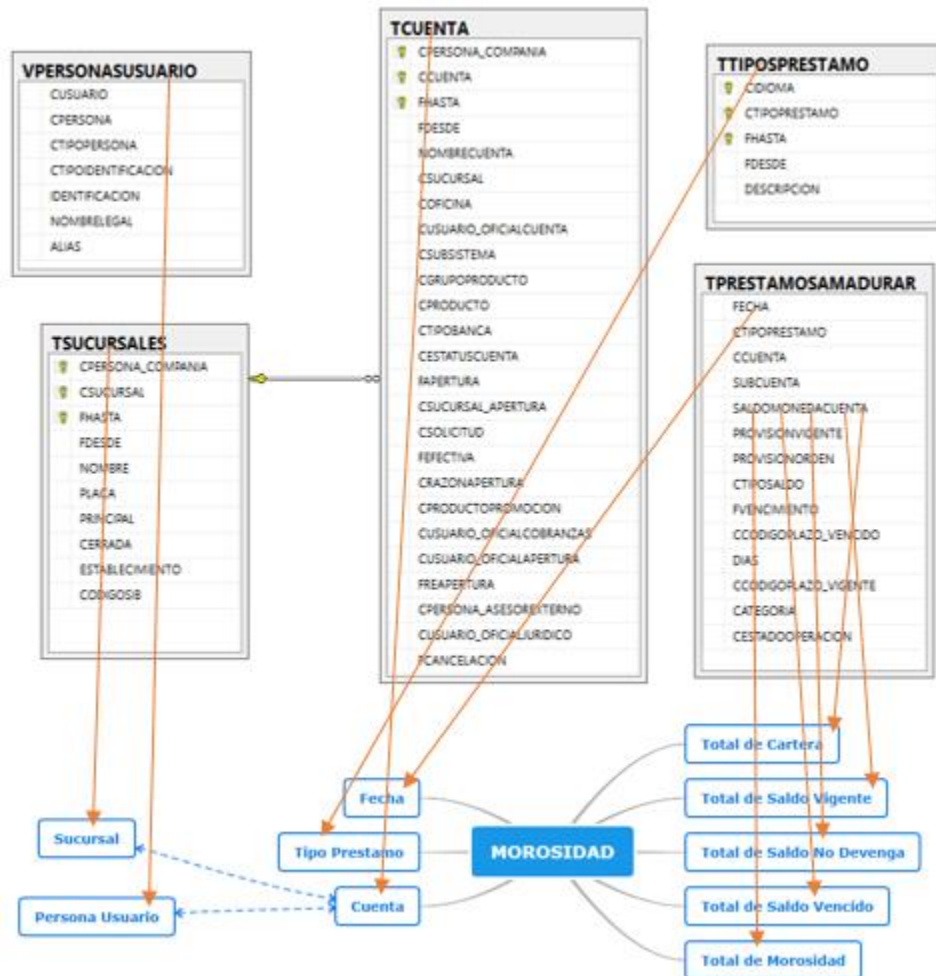 VPERSONASUSUARIO
CUSUARIO
CPERSONA
CTIPOPERSONA
CTIPOIDENTIFICACION
IDENTIFICACION
NOMBRELEGAL
ALIAS
TSUCURSALES
CPERSONA_COMPANIA
CSUCURSAL
FHASTA
FDESDE
NOMBRE
PLACA
PRINCIPAL
CERRADA
ESTABLECIMIENTO
CODIGOSIB
TCUENTA
CPERSONA_COMPANIA
CCUENTA
FHASTA
FDESDE
NOMBRECUENTA
CSUCURSAL
COFICINA
CUSUARIO_OFICIALCUENTA
CSUBSISTEMA
CGRUPOPRODUCTO
CPRODUCTO
CTIPOBANCA
CESTATUSCUENTA
FAPERTURA
CSUCURSAL_APERTURA
CSOLICITUD
FEFECTIVA
CRAZONAPERTURA
CPRODUCTOPROMOCION
CUSUARIO_OFICIALCOBRANZAS
CUSUARIO_OFICIALAPERTURA
FREAPERTURA
CPERSONA_ASESOREXTERNO
CUSUARIO_OFICIALJURIDICO
FCANCELACION
TTIPOSPRESTAMO
CIDIOMA
CTIPOPRESTAMO
FHASTA
FDESDE
DESCRIPCION
TPRESTAMOSAMADURAR
FECHA
CTIPOPRESTAMO
CCUENTA
SUBCUENTA
SALDOMONEDACUENTA
PROVISIONVIGENTE
PROVISIONORDEN
CTIPOSALDO
FVENCIMIENTO
CCODIGOPLAZO_VENCIDO
DIAS
CCODIGOPLAZO_VIGENTE
CATEGORIA
CESTADOOPERACION
Sucursal
Persona Usuario
Fecha
Tipo Prestamo
Cuenta
MOROSIDAD
Total de Cartera
Total de Saldo Vigente
Total de Saldo No Devenga
Total de Saldo Vencido
Total de Morosidad